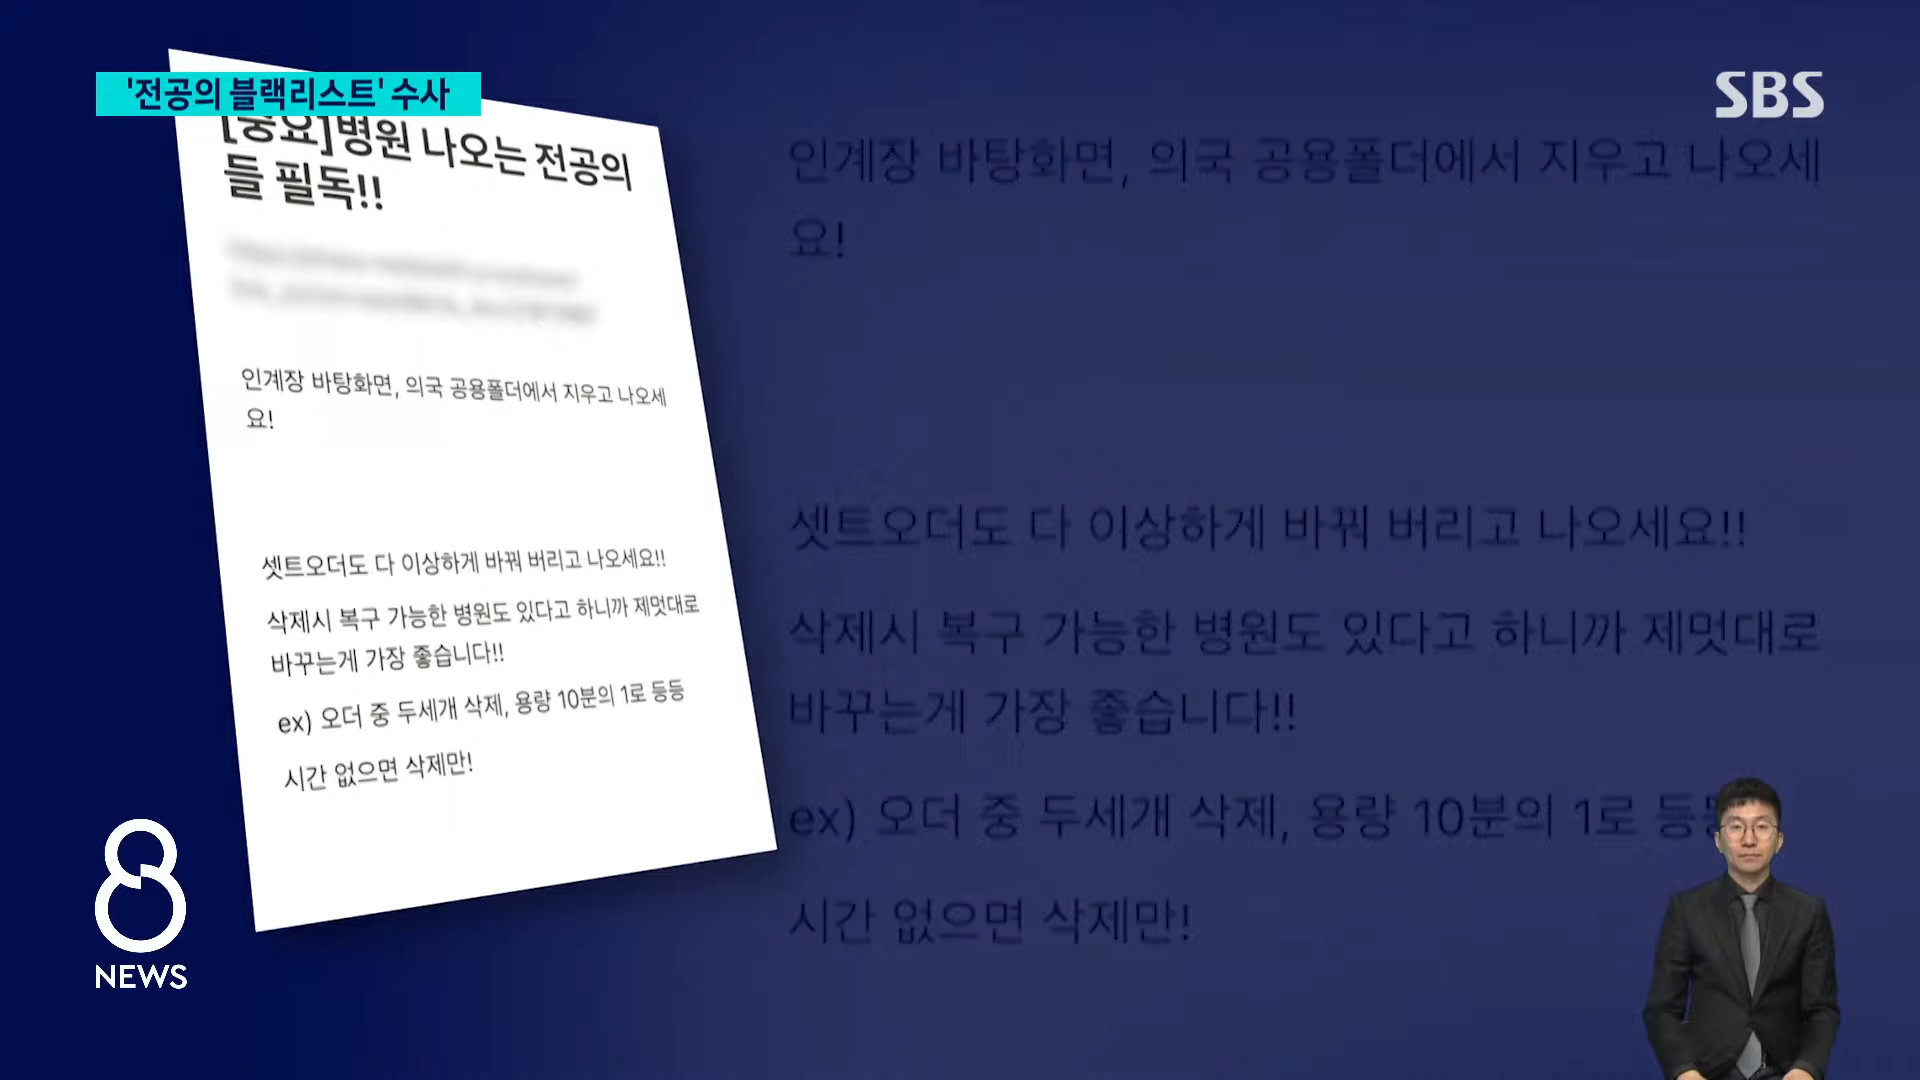 '전공의 블랙리스트' 수사
SBS
[중요]병원 나오는 전공의
들 필독!!
인계장 바탕화면, 의국 공용폴더에서 지우고 나오세
요!
셋트오더도 다 이상하게 바꿔 버리고 나오세요!!
삭제시 복구 가능한 병원도 있다고 하니까 제멋대로
바꾸는게 가장 좋습니다!!
ex) 오더 중 두세개 삭제, 용량 10분의 1로 등등
시간 없으면 삭제만!
인계장 바탕화면, 의국 공용폴더에서 지우고 나오세
요!
셋트오더도 다 이상하게 바꿔 버리고 나오세요!!
삭제시 복구 가능한 병원도 있다고 하니까 제멋대로
바꾸는게 가장 좋습니다!!
ex) 오더 중 두세개 삭제, 용량 10분의 1로 등
시간 없으면 삭제만!
8
NEWS